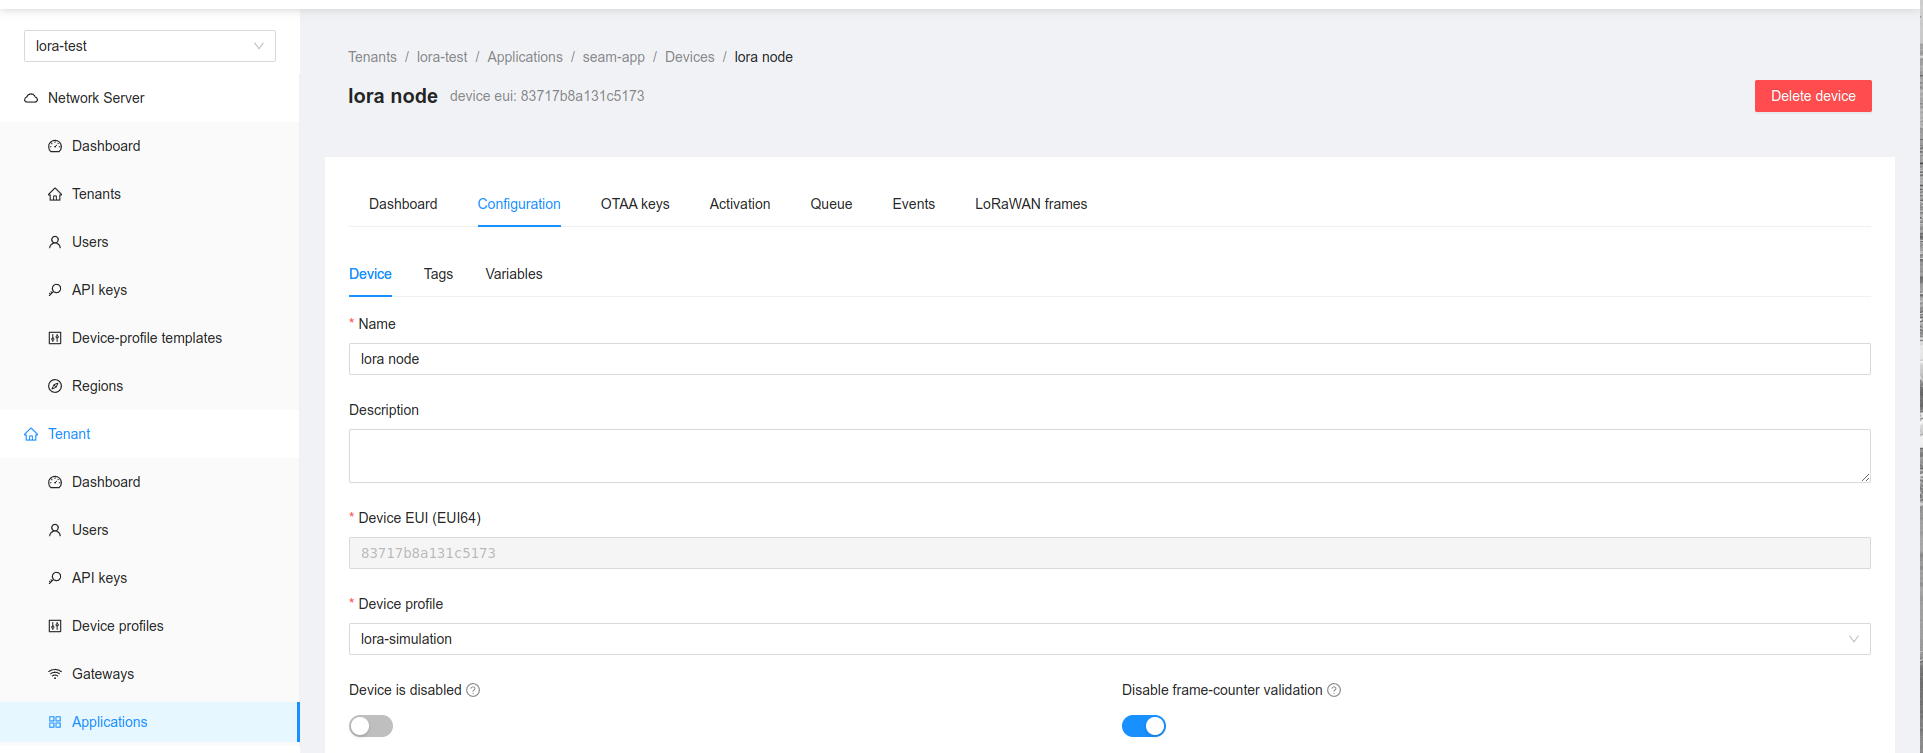 lora-test
Network Server
Dashboard
Tenants
Users
API keys
Device-profile templates
Regions
Tenant
Dashboard
Users
API keys
Device profiles
Gateways
Applications
Tenants / lora-test / Applications / seam-app / Devices / lora node
lora node device eui: 83717b8a131c5173
Delete device
Dashboard Configuration OTAA keys Activation Queue Events LoRaWAN frames
Device Tags Variables
* Name
lora node
Description
* Device EUI (EUI64)
83717b8a131c5173
* Device profile
lora-simulation
Device is disabled ? Disable frame-counter validation ?